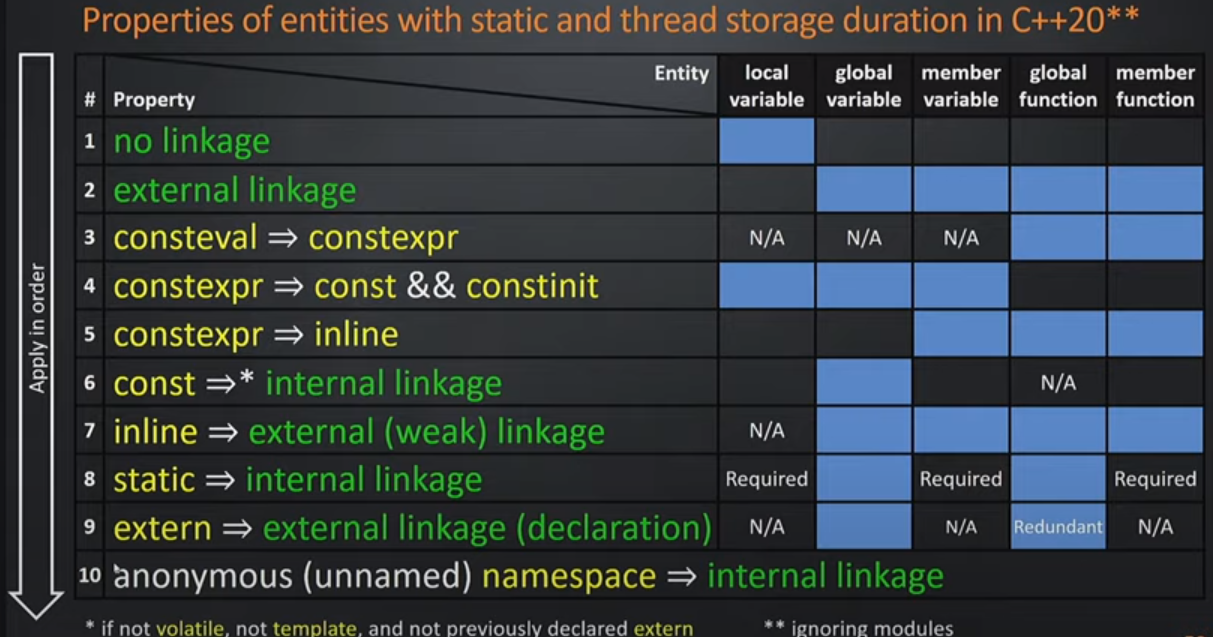 Properties of entities with static and thread storage duration in C++20**
Apply in order
Entity local variable global variable member variable global function member function
# Property
1 no linkage
2 external linkage
3 consteval ⇒ constexpr N/A N/A N/A
4 constexpr ⇒ const && constinit
5 constexpr ⇒ inline
6 const ⇒* internal linkage N/A
7 inline ⇒ external (weak) linkage N/A
8 static ⇒ internal linkage Required Required Required
9 extern ⇒ external linkage (declaration) N/A N/A Redundant N/A
10 anonymous (unnamed) namespace ⇒ internal linkage
* if not volatile, not template, and not previously declared extern ** ignoring modules